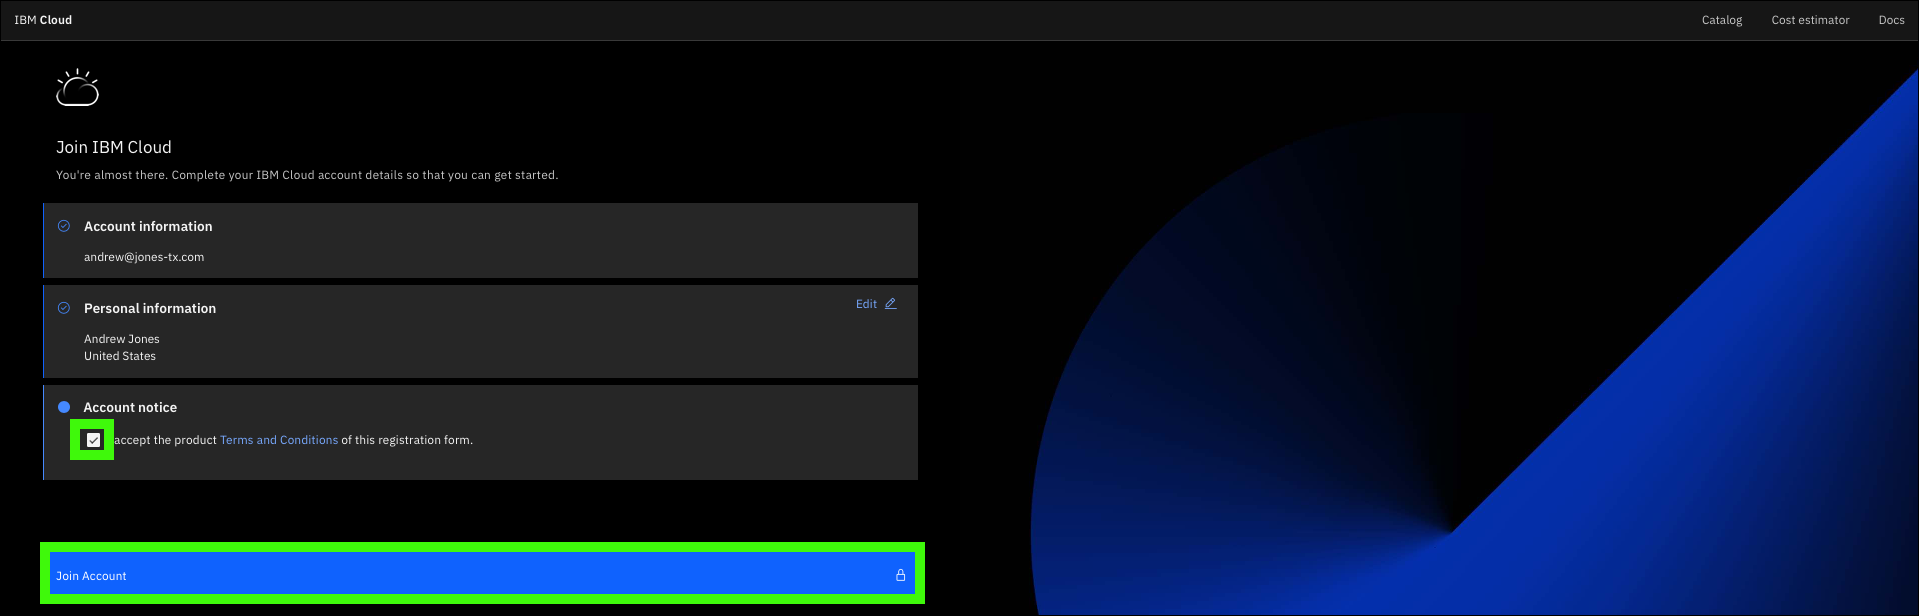 IBM Cloud
Catalog Cost estimator Docs
Join IBM Cloud
You're almost there. Complete your IBM Cloud account details so that you can get started.
Account information
andrew@jones-tx.com
Personal information
Edit
Andrew Jones
United States
Account notice
accept the product Terms and Conditions of this registration form.
Join Account